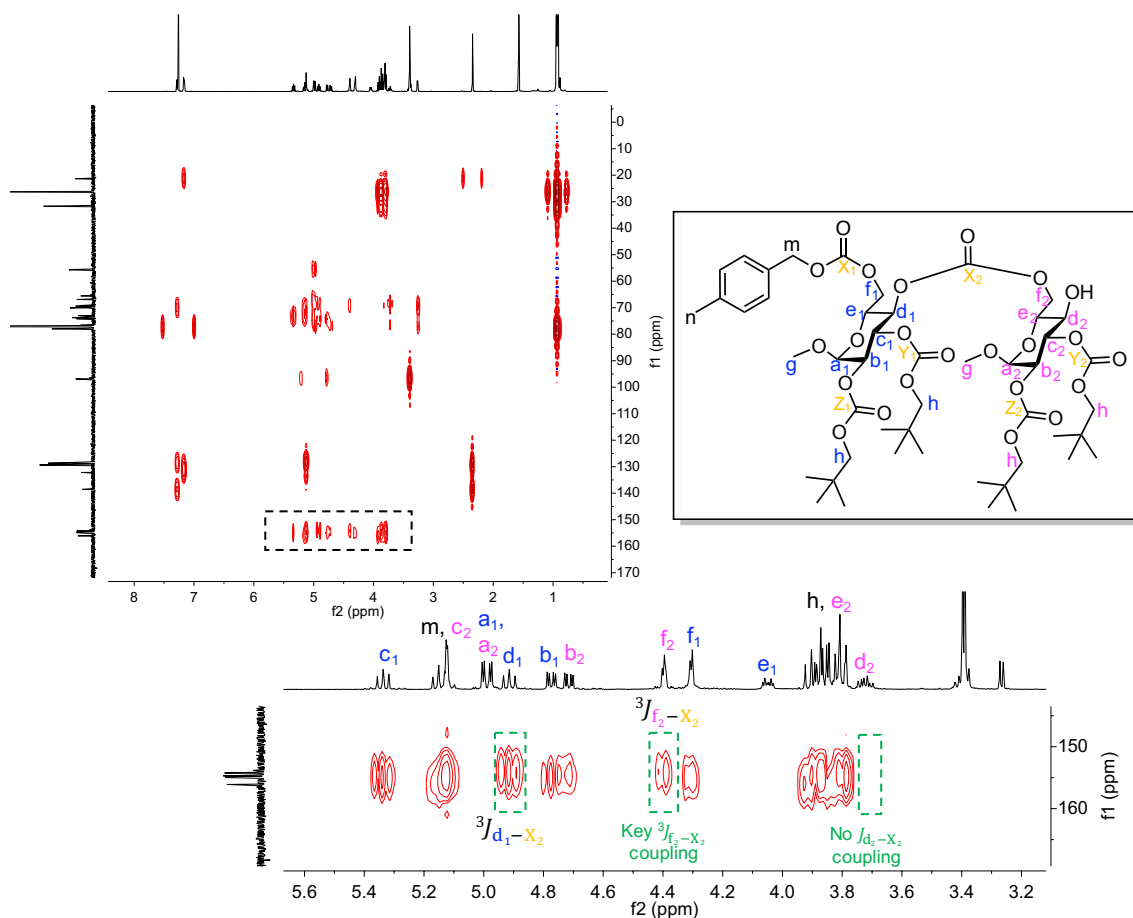 0
10
20
30
40
50
60
70
80
90
100
110
120
130
140
150
160
170
f1 (ppm)
8 7 6 5 4 3 2 1
f2 (ppm)
m
O
O
X₁
O
O
O
X₂
O
f₁
f₂
OH
n
e₁
O
d₁
e₂
O
d₂
O
c₁
O
O
c₂
O
g
O
a₁
b₁
Y₁
O
g
O
a₂
b₂
Y₂
O
O
Z₁
O
O
h
O
Z₂
O
O
h
O
h
O
h
c₁
m, c₂
a₁,
a₂
d₁
b₁
b₂
f₂
f₁
e₁
h, e₂
d₂
³J_f₂–X₂
150
160
f1 (ppm)
³J_d₁–X₂
Key ³J_f₂–X₂
coupling
No J_d₂–X₂
coupling
5.6 5.4 5.2 5.0 4.8 4.6 4.4 4.2 4.0 3.8 3.6 3.4 3.2
f2 (ppm)